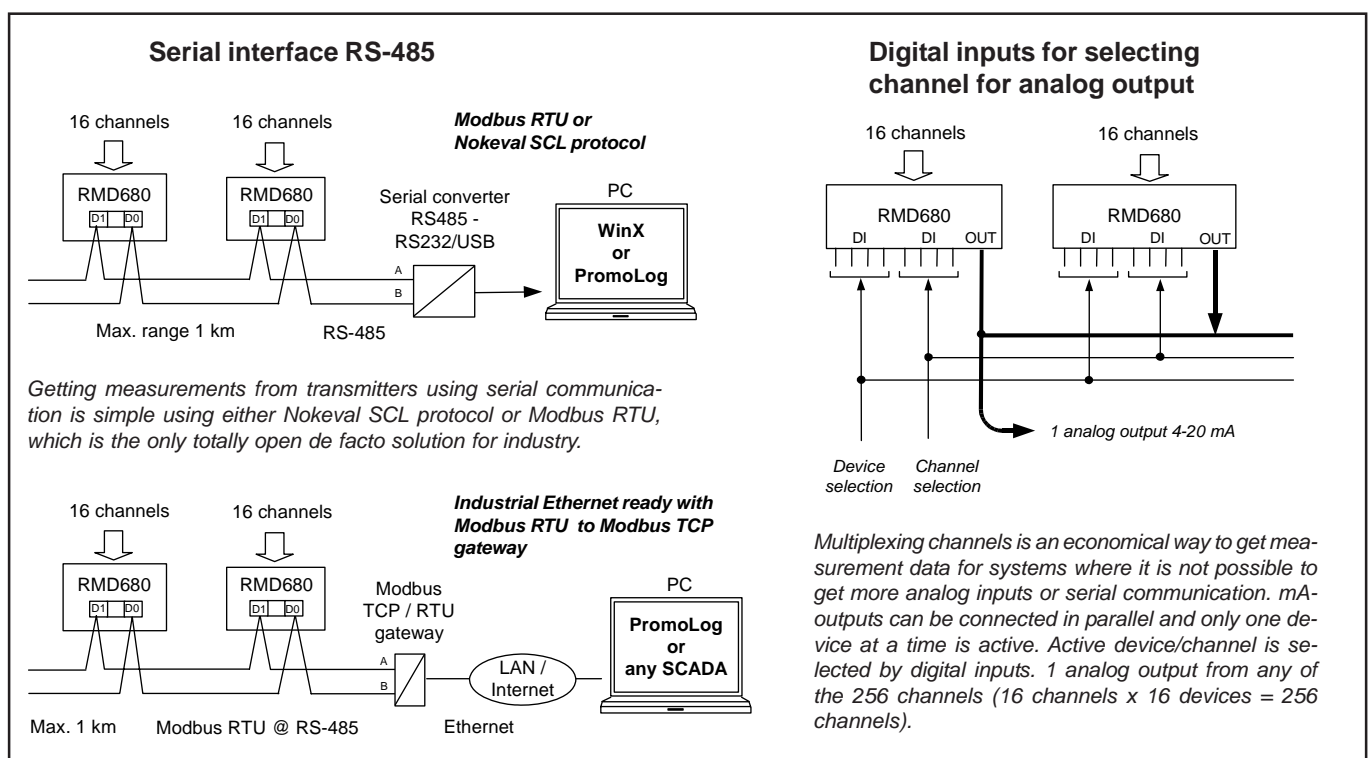 Serial interface RS-485
16 channels
16 channels
Modbus RTU or
Nokeval SCL protocol
RMD680
D1
D0
RMD680
D1
D0
Serial converter
RS485 -
RS232/USB
A
B
PC
WinX
or
PromoLog
Max. range 1 km
RS-485
Getting measurements from transmitters using serial communica-
tion is simple using either Nokeval SCL protocol or Modbus RTU,
which is the only totally open de facto solution for industry.
16 channels
16 channels
Industrial Ethernet ready with
Modbus RTU to Modbus TCP
gateway
RMD680
D1
D0
RMD680
D1
D0
Modbus
TCP / RTU
gateway
A
B
LAN /
Internet
PC
PromoLog
or
any SCADA
Max. 1 km
Modbus RTU @ RS-485
Ethernet
Digital inputs for selecting
channel for analog output
16 channels
16 channels
RMD680
DI
DI
OUT
RMD680
DI
DI
OUT
1 analog output 4-20 mA
Device
selection
Channel
selection
Multiplexing channels is an economical way to get mea-
surement data for systems where it is not possible to
get more analog inputs or serial communication. mA-
outputs can be connected in parallel and only one de-
vice at a time is active. Active device/channel is se-
lected by digital inputs. 1 analog output from any of
the 256 channels (16 channels x 16 devices = 256
channels).